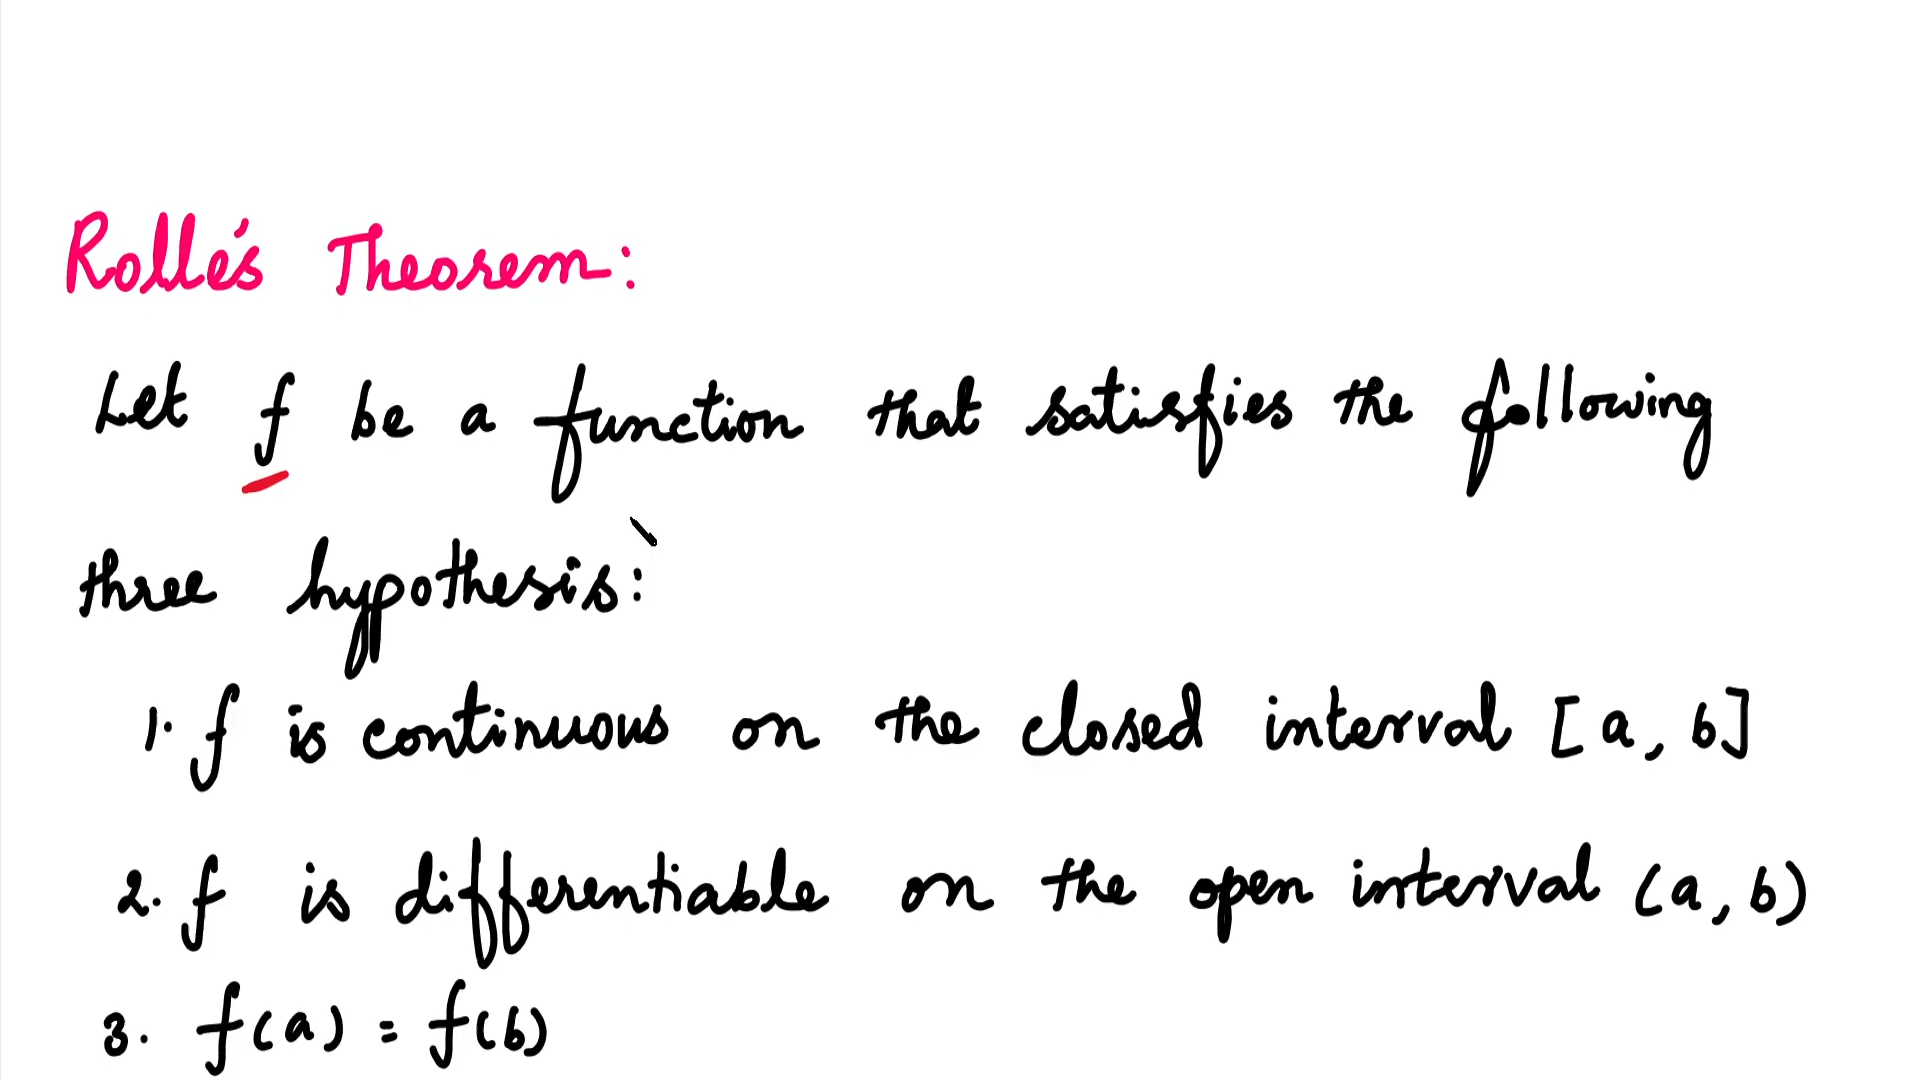 Rolle's Theorem:
Let f be a function that satisfies the following
three hypothesis:
1. f is continuous on the closed interval [a, b]
2. f is differentiable on the open interval (a, b)
3. f(a) = f(b)